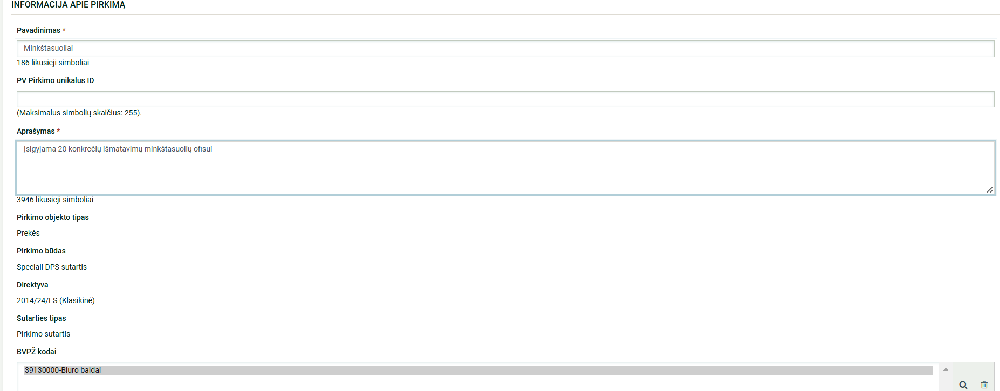 INFORMACIJA APIE PIRKIMĄ
Pavadinimas *
Minkštasuoliai
186 likusieji simboliai
PV Pirkimo unikalus ID
(Maksimalus simbolių skaičius: 255).
Aprašymas *
Įsigyjama 20 konkrečių išmatavimų minkštasuolių ofisui
3946 likusieji simboliai
Pirkimo objekto tipas
Prekės
Pirkimo būdas
Speciali DPS sutartis
Direktyva
2014/24/ES (Klasikinė)
Sutarties tipas
Pirkimo sutartis
BVPŽ kodai
39130000-Biuro baldai